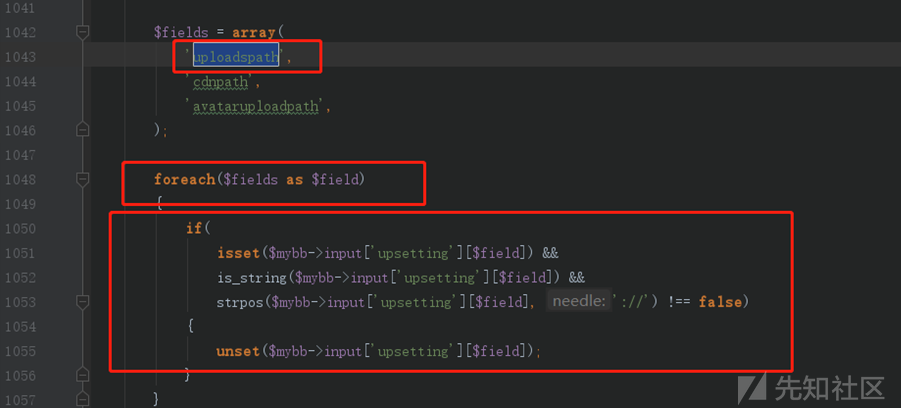 1041
1042 $fields = array(
1043 'uploadspath',
1044 'cdnpath',
1045 'avataruploadpath',
1046 );
1047
1048 foreach($fields as $field)
1049 {
1050 if(
1051 isset($mybb->input['upsetting'][$field]) &&
1052 is_string($mybb->input['upsetting'][$field]) &&
1053 strpos($mybb->input['upsetting'][$field], needle: '://') !== false)
1054 {
1055 unset($mybb->input['upsetting'][$field]);
1056 }
1057 }
先知社区